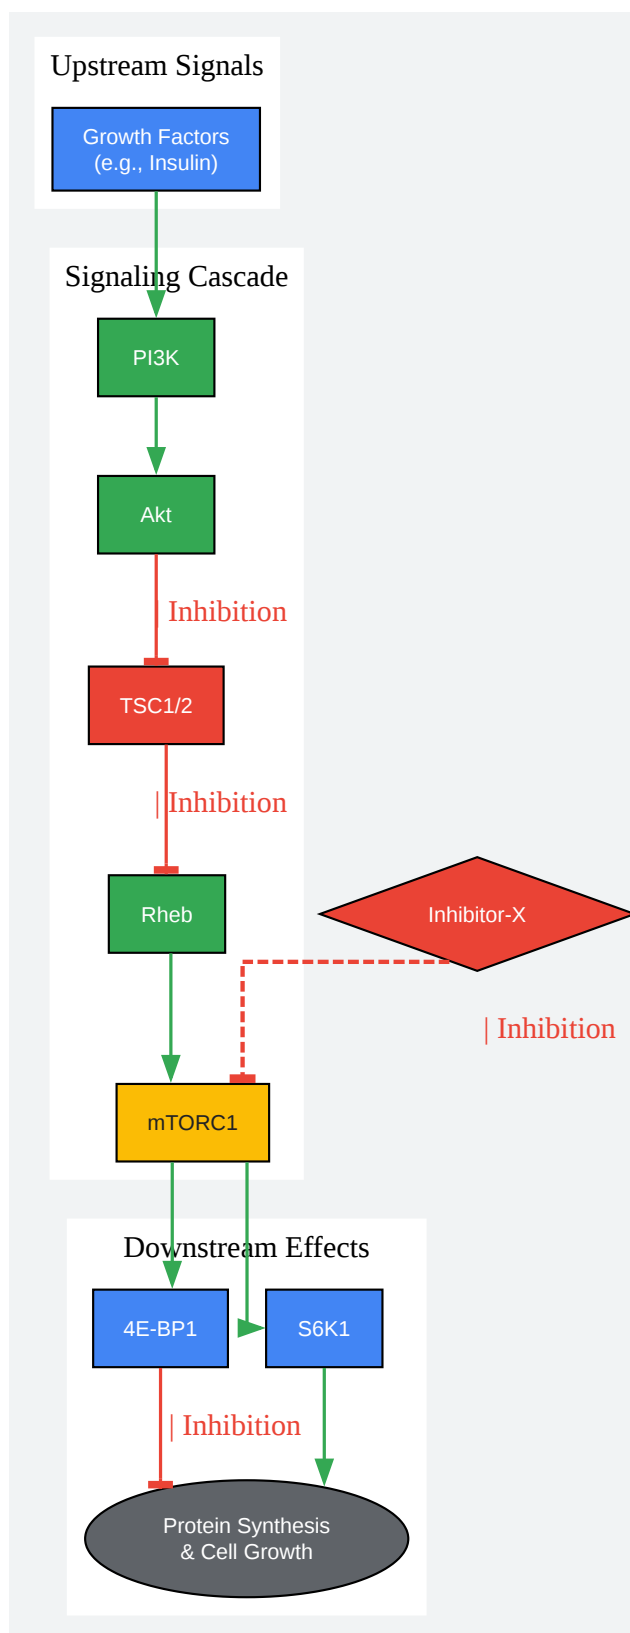 Upstream Signals
Growth Factors
(e.g., Insulin)
Signaling Cascade
PI3K
Akt
| Inhibition
TSC1/2
| Inhibition
Rheb
Inhibitor-X
| Inhibition
mTORC1
Downstream Effects
4E-BP1
S6K1
| Inhibition
Protein Synthesis
& Cell Growth